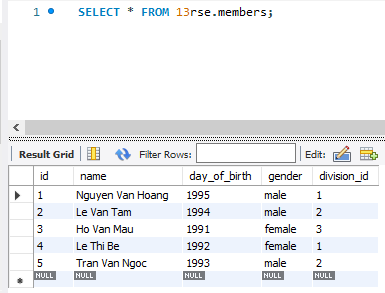 1 SELECT * FROM 13rse.members;
Result Grid Filter Rows: Edit:
id name day_of_birth gender division_id
1 Nguyen Van Hoang 1995 male 1
2 Le Van Tam 1994 male 2
3 Ho Van Mau 1991 female 3
4 Le Thi Be 1992 female 1
5 Tran Van Ngoc 1993 male 2
NULL NULL NULL NULL NULL